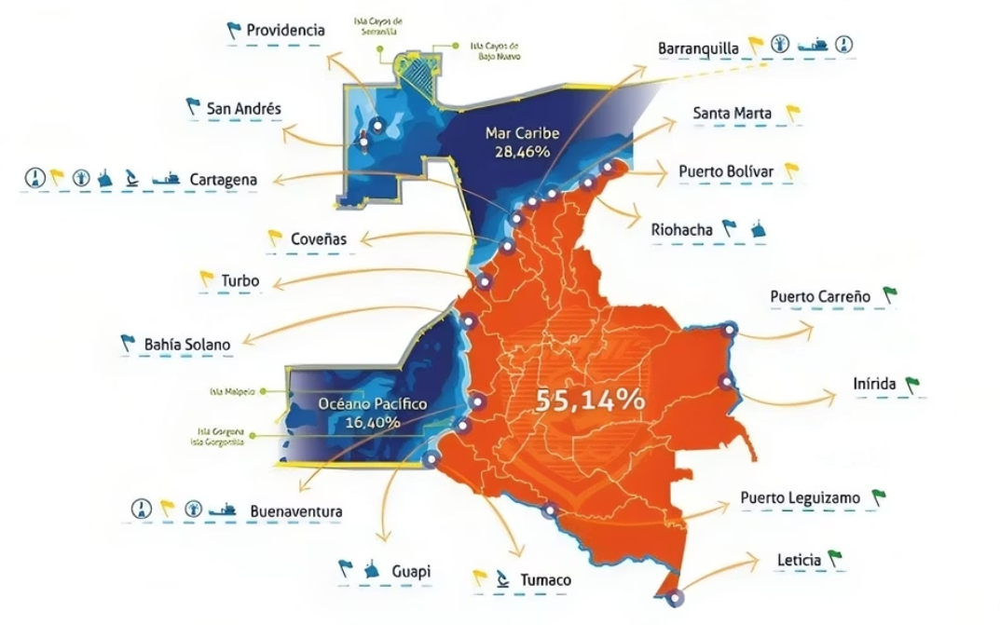 Providencia
Isla Cayos de
Serranilla
Isla Cayos de
Bajo Nuevo
Barranquilla
San Andrés
Santa Marta
Mar Caribe
28,46%
Cartagena
Puerto Bolívar
Riohacha
Coveñas
Turbo
Puerto Carreño
Bahía Solano
Inírida
Isla Malpelo
Océano Pacífico
16,40%
55,14%
Isla Gorgona
Isla Gorgonilla
Buenaventura
Puerto Leguizamo
Guapi
Tumaco
Leticia